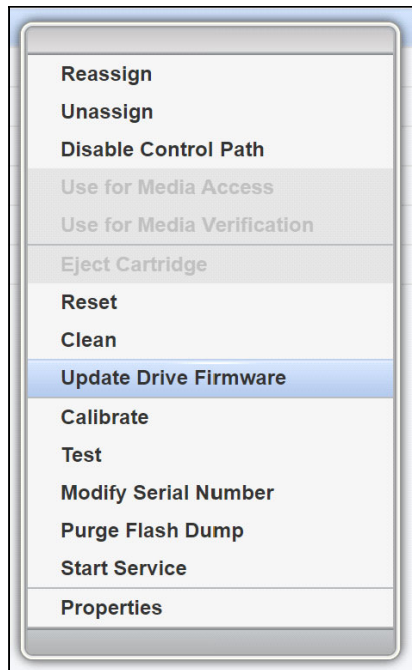 Reassign
Unassign
Disable Control Path
Use for Media Access
Use for Media Verification
Eject Cartridge
Reset
Clean
Update Drive Firmware
Calibrate
Test
Modify Serial Number
Purge Flash Dump
Start Service
Properties